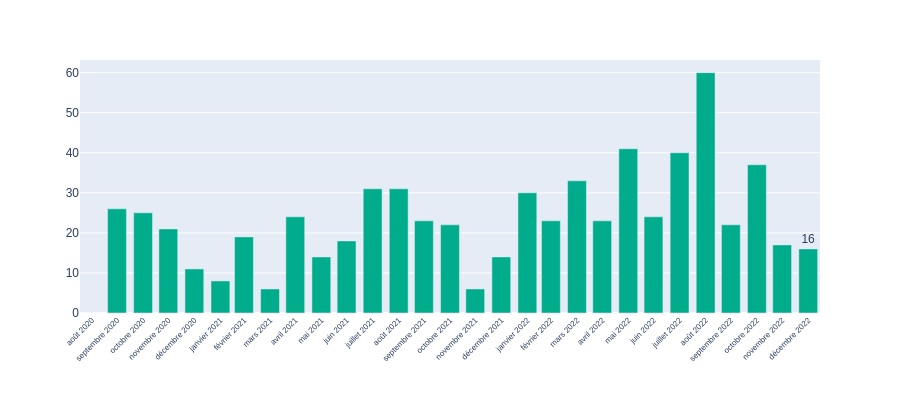 60
50
40
30
20
10
0
16
août 2020
septembre 2020
octobre 2020
novembre 2020
décembre 2020
janvier 2021
février 2021
mars 2021
avril 2021
mai 2021
juin 2021
juillet 2021
août 2021
septembre 2021
octobre 2021
novembre 2021
décembre 2021
janvier 2022
février 2022
mars 2022
avril 2022
mai 2022
juin 2022
juillet 2022
août 2022
septembre 2022
octobre 2022
novembre 2022
décembre 2022